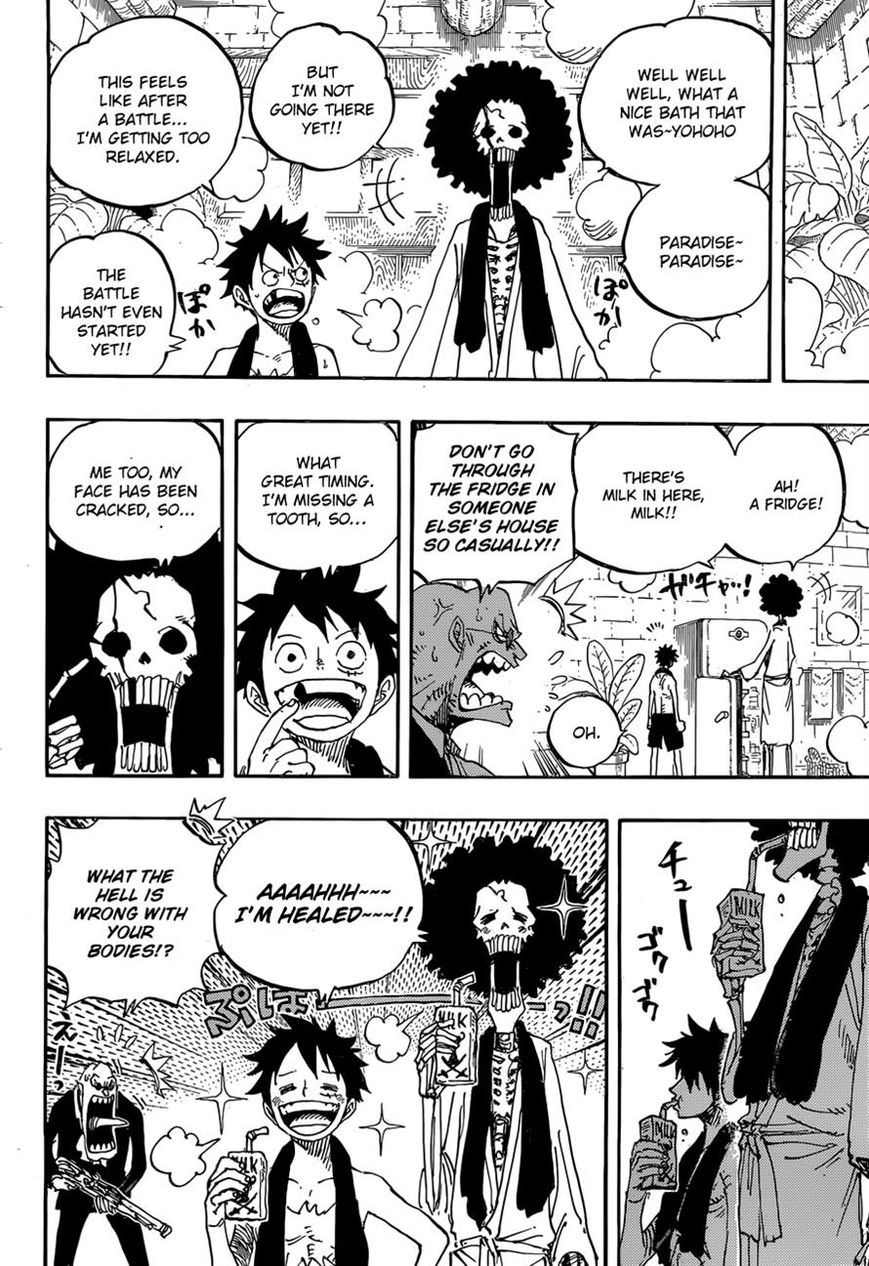 WELL WELL
WELL, WHAT A
NICE BATH THAT
WAS~YOHOHO
PARADISE~
PARADISE~
ぽか
BUT
I'M NOT
GOING THERE
YET!!
THIS FEELS
LIKE AFTER
A BATTLE...
I'M GETTING TOO
RELAXED.
THE
BATTLE
HASN'T EVEN
STARTED
YET!!
ぽか
AH!
A FRIDGE!
THERE'S
MILK IN HERE,
MILK!!
ガチャ…!
DON'T GO
THROUGH
THE FRIDGE IN
SOMEONE
ELSE'S HOUSE
SO CASUALLY!!
OH.
WHAT
GREAT TIMING.
I'M MISSING A
TOOTH, SO...
ME TOO, MY
FACE HAS BEEN
CRACKED, SO...
チュー
ゴクゴク
MILK
MILK
AAAAHHH~~~
I'M HEALED~~~!!
WHAT THE
HELL IS
WRONG WITH
YOUR
BODIES!?
えーっ